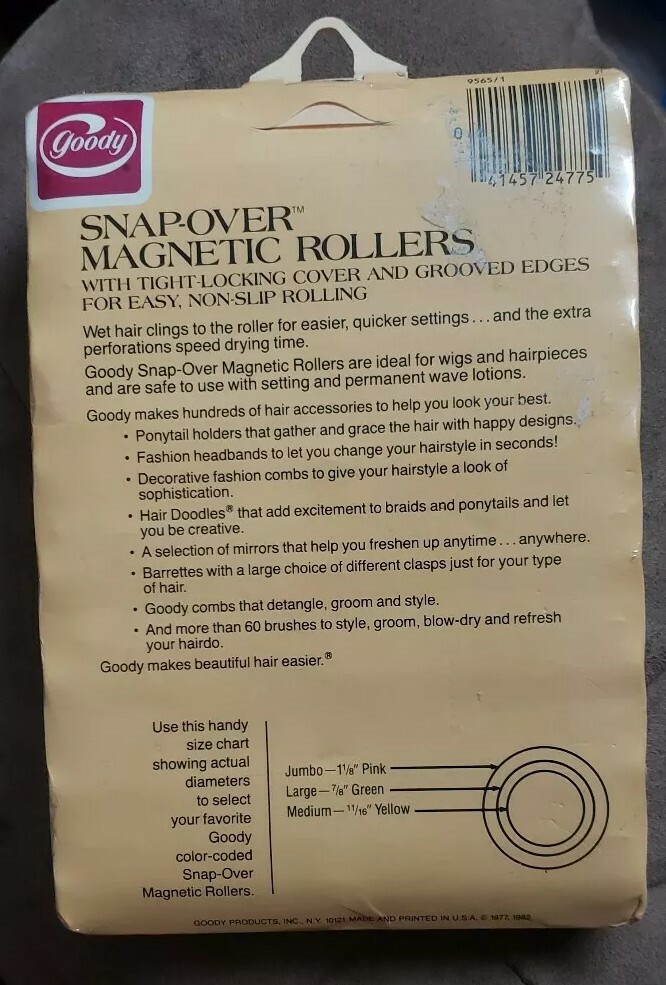 9565/1
goody
0
41457 24775
SNAP-OVER™
MAGNETIC ROLLERS
WITH TIGHT-LOCKING COVER AND GROOVED EDGES
FOR EASY, NON-SLIP ROLLING
Wet hair clings to the roller for easier, quicker settings...and the extra
perforations speed drying time.
Goody Snap-Over Magnetic Rollers are ideal for wigs and hairpieces
and are safe to use with setting and permanent wave lotions.
Goody makes hundreds of hair accessories to help you look your best.
• Ponytail holders that gather and grace the hair with happy designs.
• Fashion headbands to let you change your hairstyle in seconds!
• Decorative fashion combs to give your hairstyle a look of
sophistication.
• Hair Doodles® that add excitement to braids and ponytails and let
you be creative.
• A selection of mirrors that help you freshen up anytime...anywhere.
• Barrettes with a large choice of different clasps just for your type
of hair.
• Goody combs that detangle, groom and style.
• And more than 60 brushes to style, groom, blow-dry and refresh
your hairdo.
Goody makes beautiful hair easier.®
Use this handy
size chart
showing actual
diameters
to select
your favorite
Goody
color-coded
Snap-Over
Magnetic Rollers.
Jumbo—1⅛" Pink
Large—⅞" Green
Medium—11/16" Yellow
GOODY PRODUCTS, INC., N.Y. 10121 MADE AND PRINTED IN U.S.A. © 1977, 1982